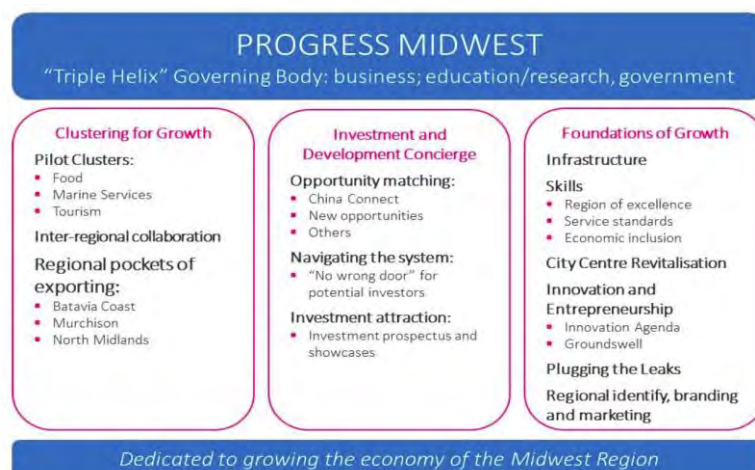 PROGRESS MIDWEST
“Triple Helix” Governing Body: business; education/research, government
Clustering for Growth
Pilot Clusters:
Food
Marine Services
Tourism
Inter-regional collaboration
Regional pockets of
exporting:
Batavia Coast
Murchison
North Midlands
Investment and
Development Concierge
Opportunity matching:
China Connect
New opportunities
Others
Navigating the system:
“No wrong door” for
potential investors
Investment attraction:
Investment prospectus and
showcases
Foundations of Growth
Infrastructure
Skills
Region of excellence
Service standards
Economic inclusion
City Centre Revitalisation
Innovation and
Entrepreneurship
Innovation Agenda
Groundswell
Plugging the Leaks
Regional identify, branding
and marketing
Dedicated to growing the economy of the Midwest Region